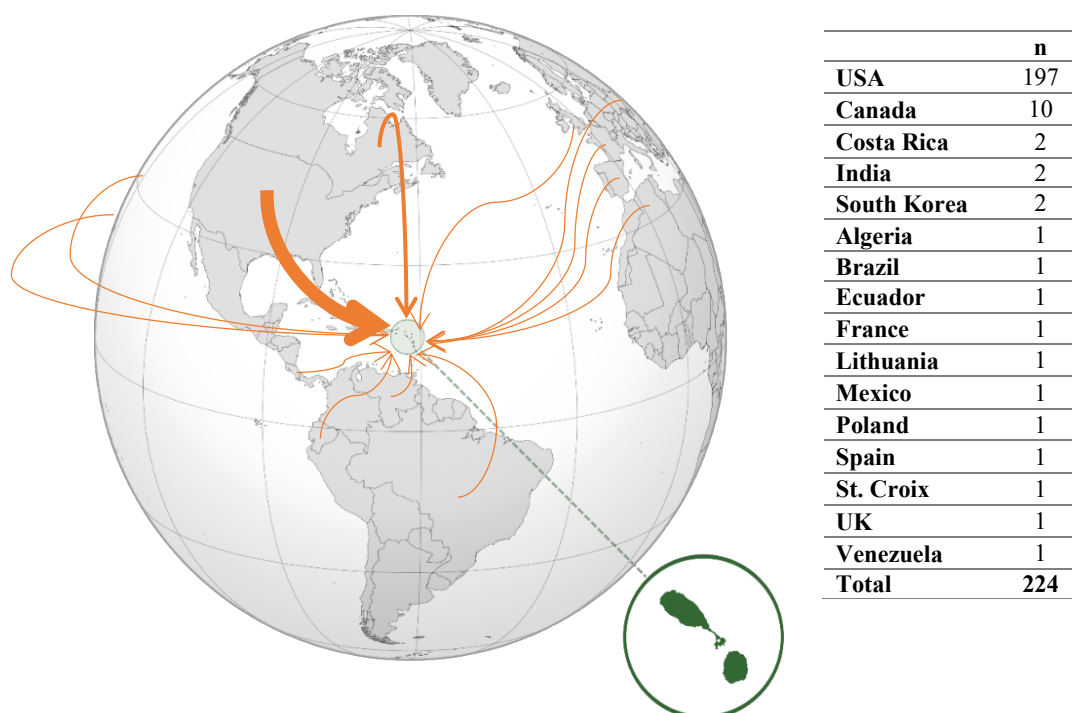 n
USA 197
Canada 10
Costa Rica 2
India 2
South Korea 2
Algeria 1
Brazil 1
Ecuador 1
France 1
Lithuania 1
Mexico 1
Poland 1
Spain 1
St. Croix 1
UK 1
Venezuela 1
Total 224